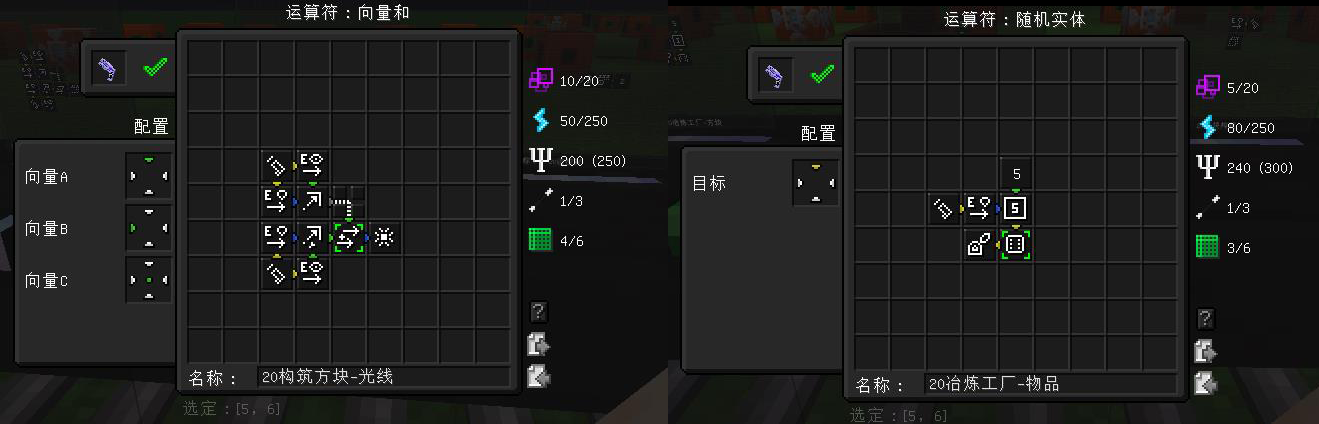 运算符：向量和
配置
向量A
向量B
向量C
E
E
E
E
10/20
50/250
200 (250)
1/3
4/6
?
名称：
20构筑方块-光线
选定：[5, 6]
运算符：随机实体
配置
目标
5
E
S
5/20
80/250
240 (300)
1/3
3/6
?
名称：
20冶炼工厂-物品
选定：[5, 6]